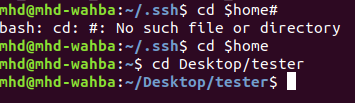 mhd@mhd-wahba:~/.ssh$ cd $home#
bash: cd: #: No such file or directory
mhd@mhd-wahba:~/.ssh$ cd $home
mhd@mhd-wahba:~$ cd Desktop/tester
mhd@mhd-wahba:~/Desktop/tester$